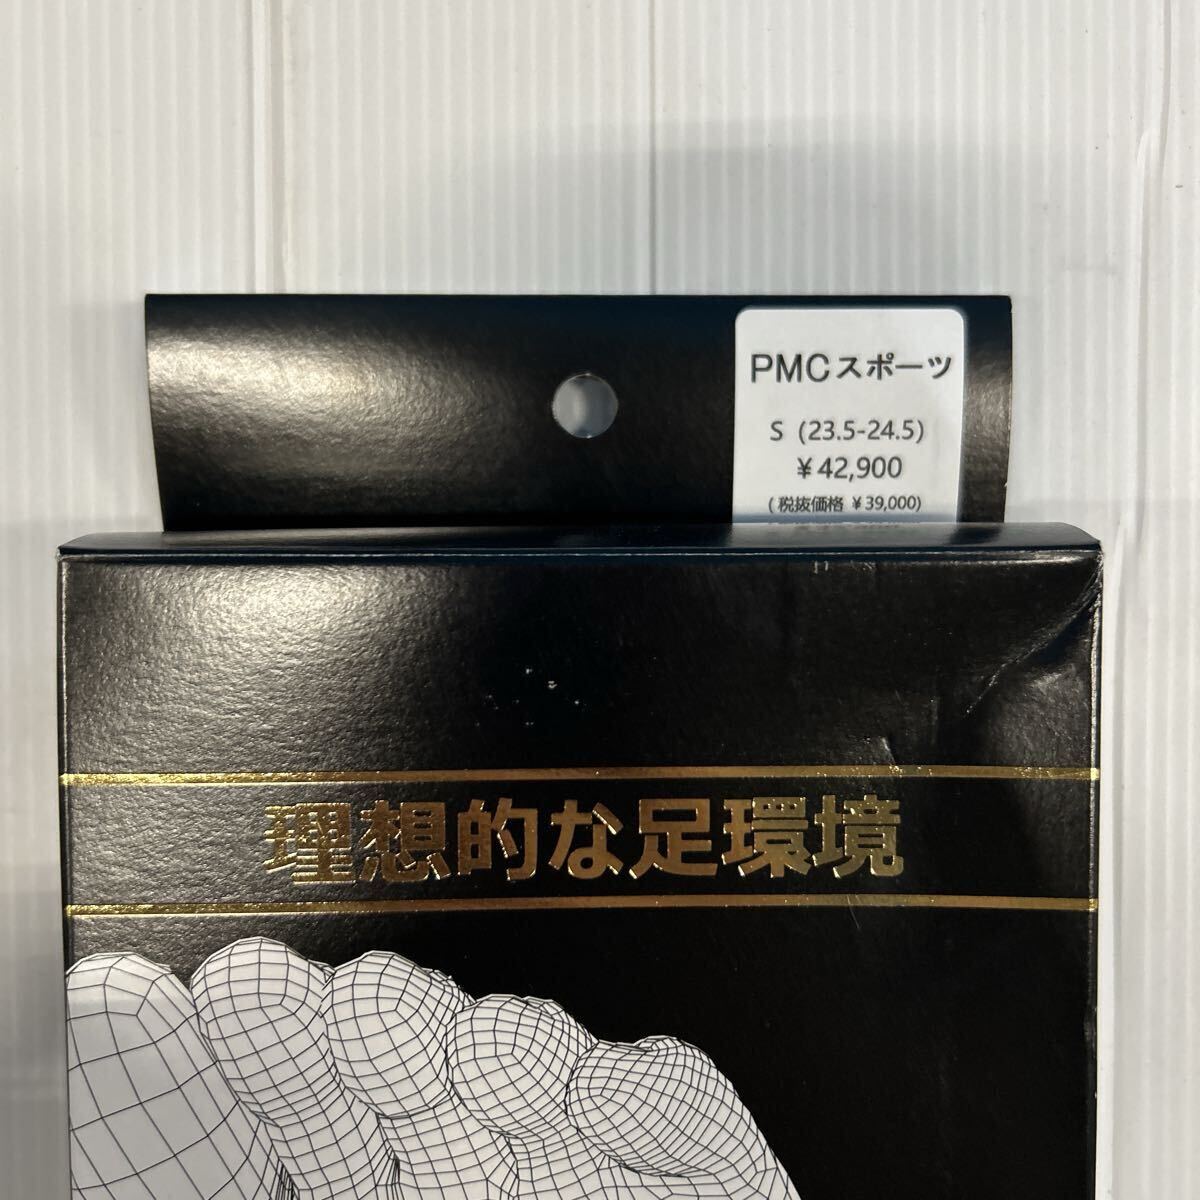 PMCスポーツ
S (23.5-24.5)
￥42,900
(税抜価格 ￥39,000)
理想的な足環境